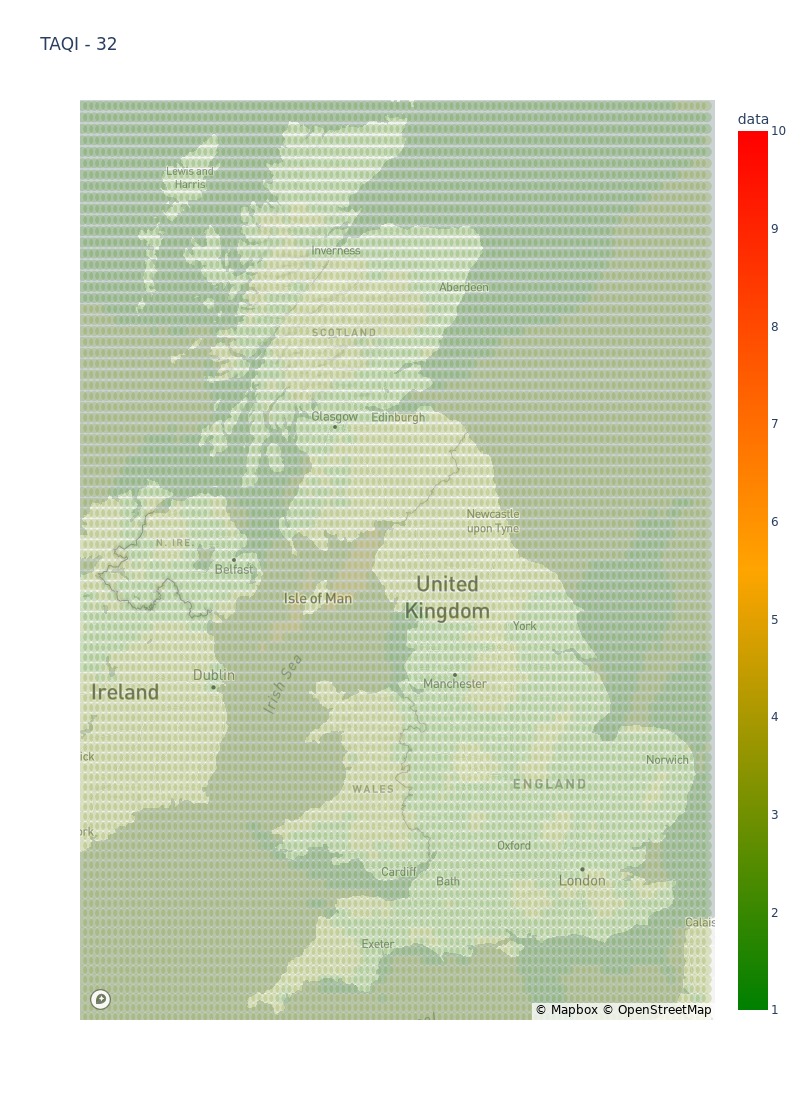 TAQI - 32
data
10
9
8
7
6
5
4
3
2
1
Lewis and
Harris
Inverness
Aberdeen
SCOTLAND
Glasgow
Edinburgh
Newcastle
upon Tyne
N. IRE.
Belfast
Isle of Man
United
Kingdom
York
Dublin
Irish Sea
Manchester
Ireland
ick
Norwich
WALES
ENGLAND
ork
Oxford
Cardiff
Bath
London
Calais
Exeter
© Mapbox © OpenStreetMap